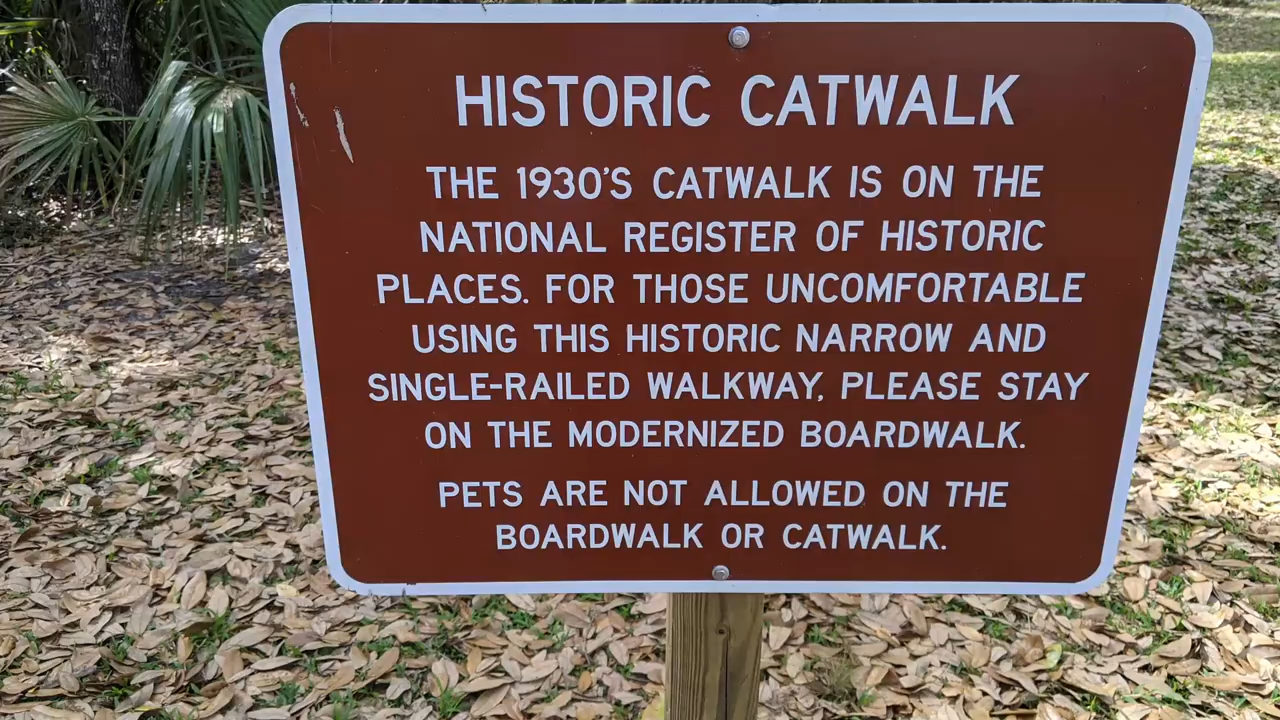 HISTORIC CATWALK
THE 1930'S CATWALK IS ON THE
NATIONAL REGISTER OF HISTORIC
PLACES. FOR THOSE UNCOMFORTABLE
USING THIS HISTORIC NARROW AND
SINGLE-RAILED WALKWAY, PLEASE STAY
ON THE MODERNIZED BOARDWALK.
PETS ARE NOT ALLOWED ON THE
BOARDWALK OR CATWALK.